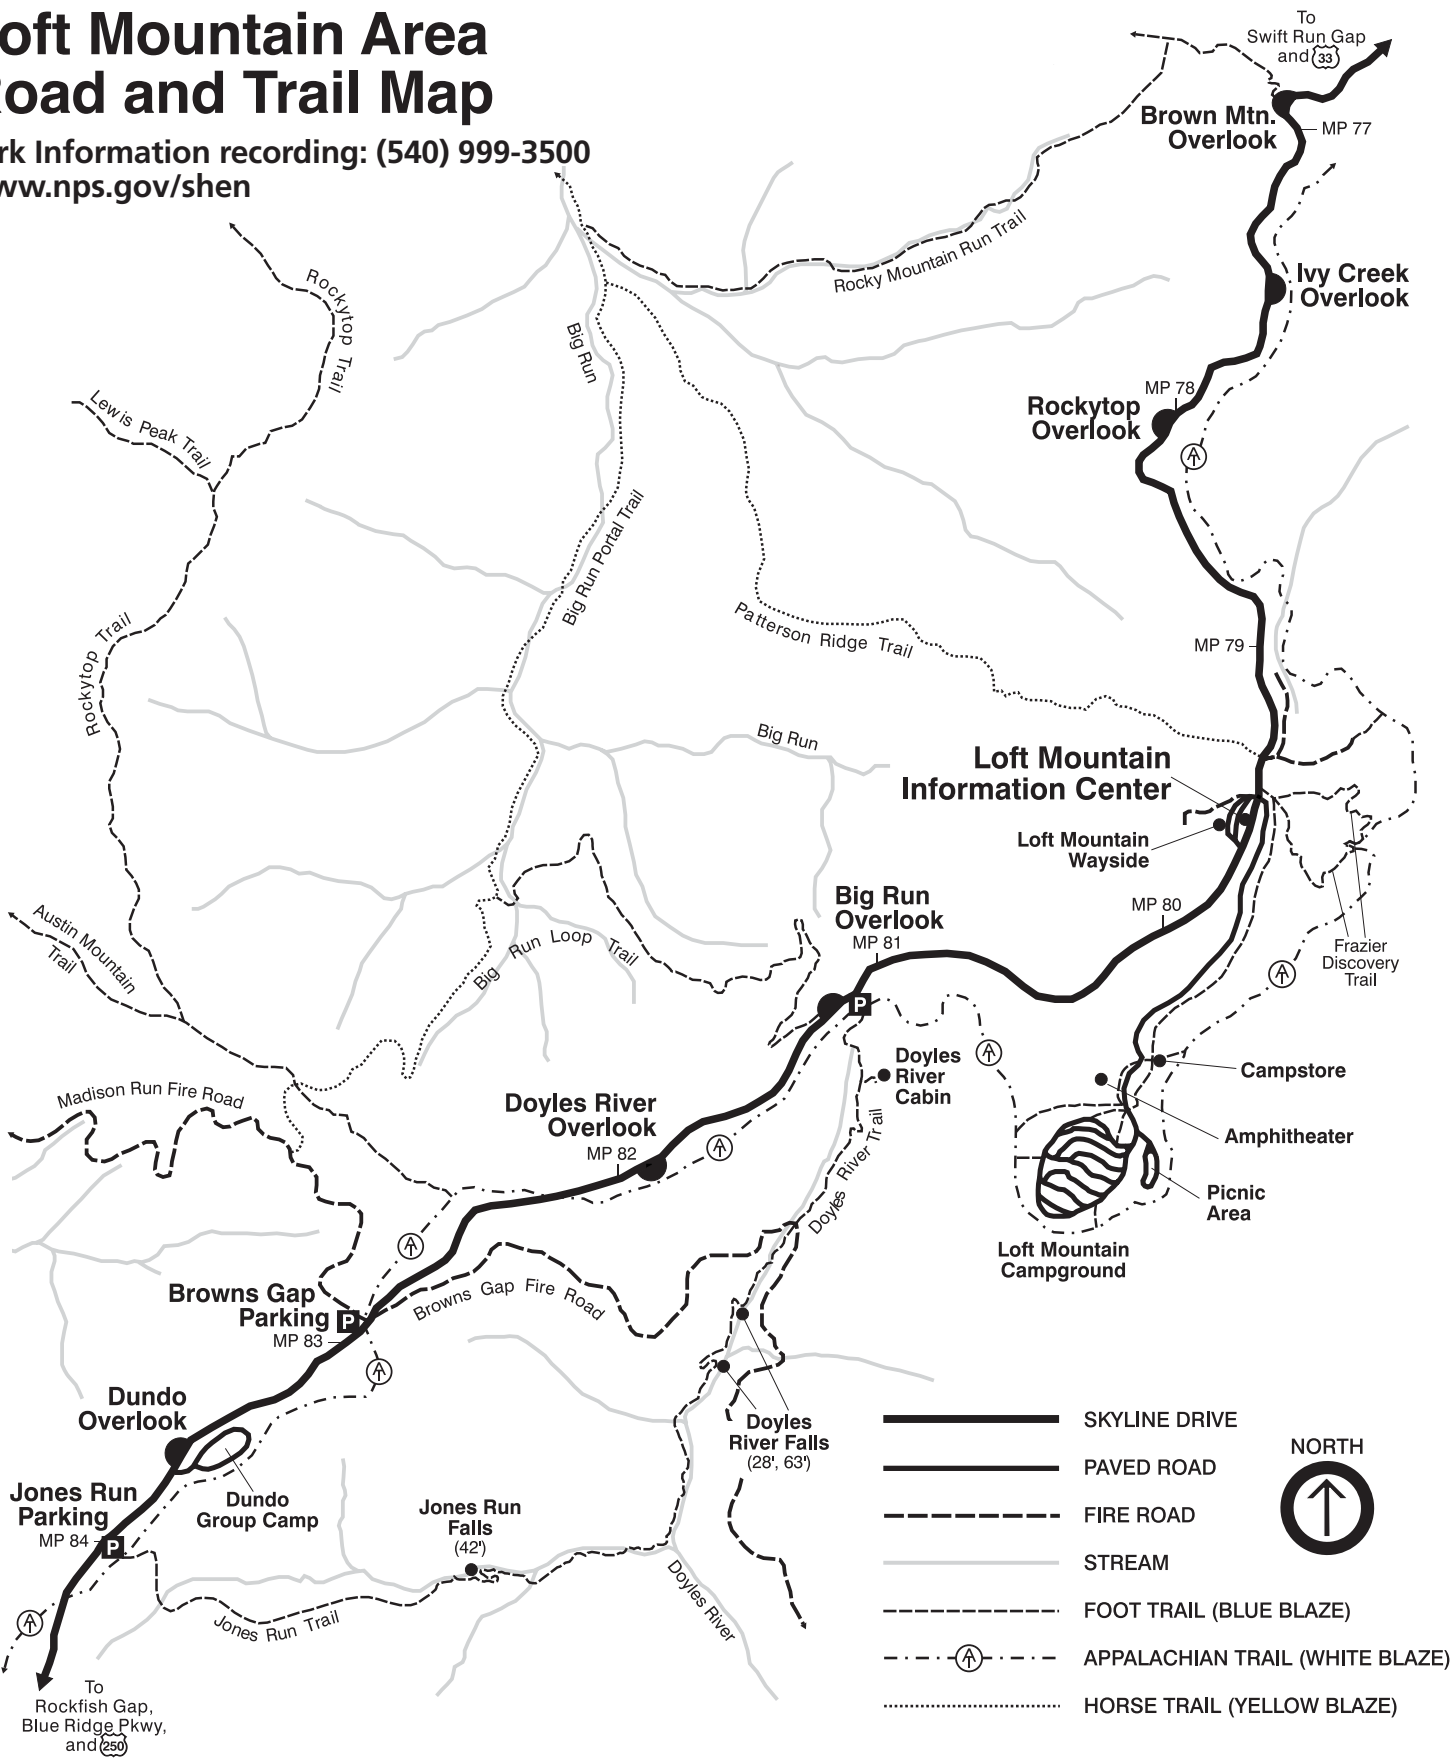 oft Mountain Area
oad and Trail Map
rk Information recording: (540) 999-3500
ww.nps.gov/shen
To
Swift Run Gap
and 33
Brown Mtn.
Overlook
MP 77
Rocky Mountain Run Trail
Ivy Creek
Overlook
Rockytop Trail
Big Run
MP 78
Rockytop
Overlook
Lewis Peak Trail
Big Run Portal Trail
Patterson Ridge Trail
MP 79
Rockytop Trail
Big Run
Loft Mountain
Information Center
Loft Mountain
Wayside
Big Run
Overlook
MP 81
MP 80
Austin Mountain
Trail
Big Run Loop Trail
Frazier
Discovery
Trail
P
Doyles
River
Cabin
Campstore
Madison Run Fire Road
Doyles River
Overlook
MP 82
Amphitheater
Doyles River Trail
Picnic
Area
Loft Mountain
Campground
Browns Gap
Parking
P
MP 83
Browns Gap Fire Road
Dundo
Overlook
Doyles
River Falls
(28', 63')
Jones Run
Parking
MP 84
P
Dundo
Group Camp
Jones Run
Falls
(42')
Jones Run Trail
Doyles River
To
Rockfish Gap,
Blue Ridge Pkwy,
and 250
SKYLINE DRIVE
PAVED ROAD
FIRE ROAD
STREAM
FOOT TRAIL (BLUE BLAZE)
APPALACHIAN TRAIL (WHITE BLAZE)
HORSE TRAIL (YELLOW BLAZE)
NORTH